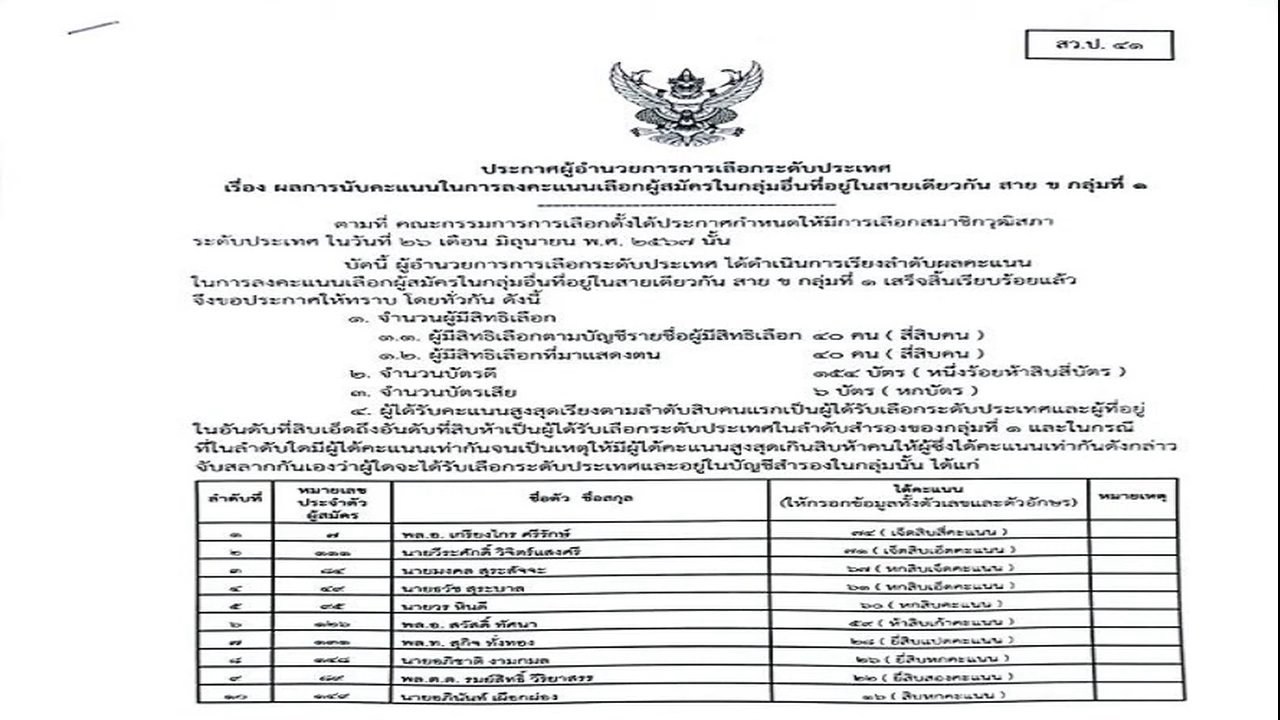 สว.ป. ๔๑
ประกาศผู้อำนวยการการเลือกระดับประเทศ
เรื่อง ผลการนับคะแนนในการลงคะแนนเลือกผู้สมัครในกลุ่มอื่นที่อยู่ในสายเดียวกัน สาย ข กลุ่มที่ ๑
ตามที่ คณะกรรมการการเลือกตั้งได้ประกาศกำหนดให้มีการเลือกสมาชิกวุฒิสภา
ระดับประเทศ ในวันที่ ๒๖ เดือน มิถุนายน พ.ศ. ๒๕๖๗ นั้น
บัดนี้ ผู้อำนวยการการเลือกระดับประเทศ ได้ดำเนินการเรียงลำดับผลคะแนน
ในการลงคะแนนเลือกผู้สมัครในกลุ่มอื่นที่อยู่ในสายเดียวกัน สาย ข กลุ่มที่ ๑ เสร็จสิ้นเรียบร้อยแล้ว
จึงขอประกาศให้ทราบ โดยทั่วกัน ดังนี้
๑. จำนวนผู้มีสิทธิเลือก
๑.๑. ผู้มีสิทธิเลือกตามบัญชีรายชื่อผู้มีสิทธิเลือก ๔๐ คน ( สี่สิบคน )
๑.๒. ผู้มีสิทธิเลือกที่มาแสดงตน ๔๐ คน ( สี่สิบคน )
๒. จำนวนบัตรดี ๑๕๔ บัตร ( หนึ่งร้อยห้าสิบสี่บัตร )
๓. จำนวนบัตรเสีย ๖ บัตร ( หกบัตร )
๔. ผู้ได้รับคะแนนสูงสุดเรียงตามลำดับสิบคนแรกเป็นผู้ได้รับเลือกระดับประเทศและผู้ที่อยู่
ในอันดับที่สิบเอ็ดถึงอันดับที่สิบห้าเป็นผู้ได้รับเลือกระดับประเทศในลำดับสำรองของกลุ่มที่ ๑ และในกรณี
ที่ในลำดับใดมีผู้ได้คะแนนเท่ากันจนเป็นเหตุให้มีผู้ได้คะแนนสูงสุดเกินสิบห้าคนให้ผู้ซึ่งได้คะแนนเท่ากันดังกล่าว
จับสลากกันเองว่าผู้ใดจะได้รับเลือกระดับประเทศและอยู่ในบัญชีสำรองในกลุ่มนั้น ได้แก่
ลำดับที่ หมายเลข ประจำตัว ผู้สมัคร ชื่อตัว ชื่อสกุล ได้คะแนน (ให้กรอกข้อมูลทั้งตัวเลขและตัวอักษร) หมายเหตุ
๑ ๗ พล.อ. เกรียงไกร ศรีรักษ์ ๗๔ ( เจ็ดสิบสี่คะแนน )
๒ ๑๑๑ นายวีระศักดิ์ วิจิตร์แสงศรี ๗๑ ( เจ็ดสิบเอ็ดคะแนน )
๓ ๘๔ นายมงคล สุระสัจจะ ๖๗ ( หกสิบเจ็ดคะแนน )
๔ ๔๙ นายธวัช สุระบาล ๖๑ ( หกสิบเอ็ดคะแนน )
๕ ๙๕ นายวร หินดี ๖๐ ( หกสิบคะแนน )
๖ ๑๒๖ พล.อ. สวัสดิ์ ทัศนา ๕๙ ( ห้าสิบเก้าคะแนน )
๗ ๑๓๑ พล.ท. สุกิจ ทั่งทอง ๒๘ ( ยี่สิบแปดคะแนน )
๘ ๑๔๘ นายอภิชาติ งามกมล ๒๖ ( ยี่สิบหกคะแนน )
๙ ๘๙ พล.ต.ต. รมย์สิทธิ์ วีริยาสรร ๒๒ ( ยี่สิบสองคะแนน )
๑๐ ๑๔๙ นายอภินันท์ เผือกผ่อง ๑๖ ( สิบหกคะแนน )